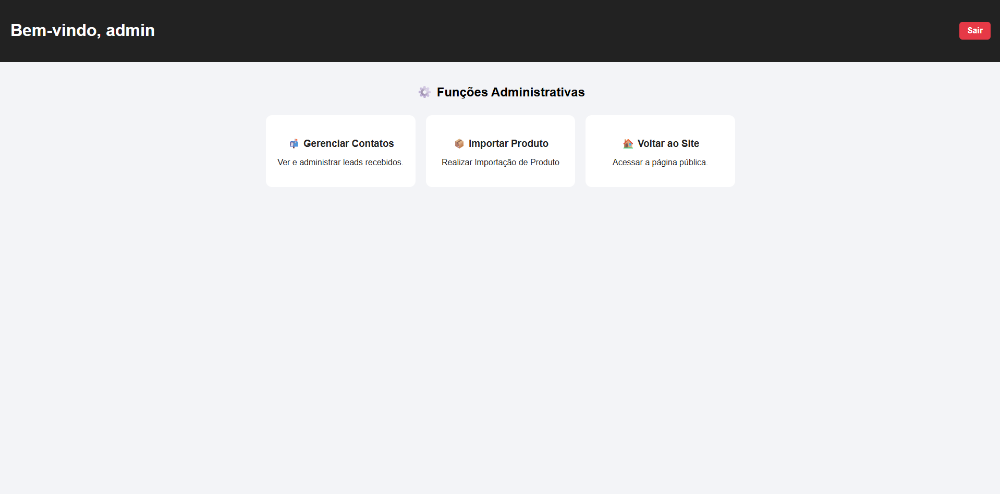 Bem-vindo, admin
Sair
Funções Administrativas
Gerenciar Contatos
Ver e administrar leads recebidos.
Importar Produto
Realizar Importação de Produto
Voltar ao Site
Acessar a página pública.